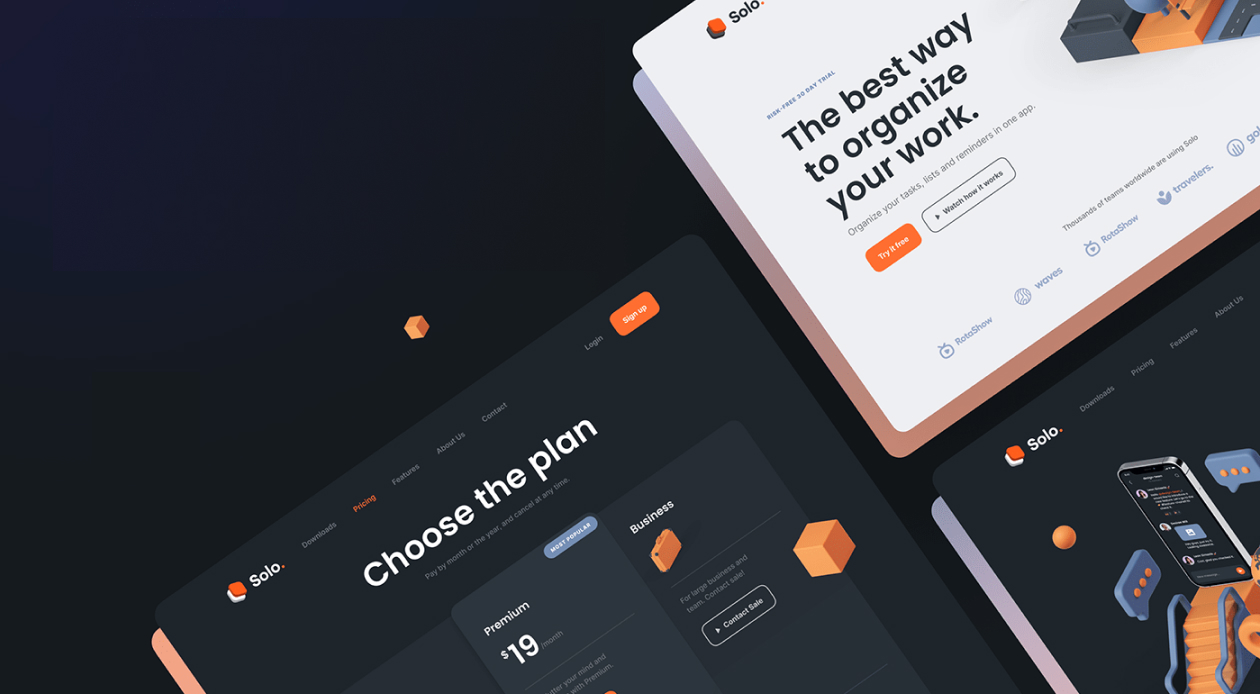 Solo.
RISK-FREE 30 DAY TRIAL
The best way
to organize
your work.
Organize your tasks, lists and reminders in one app.
Try it free
Watch how it works
Thousands of teams worldwide are using Solo
RotaShow
waves
RotaShow
travelers.
Solo.
Downloads
Pricing
Features
About Us
Contact
Login
Sign up
Choose the plan
Pay by month or the year, and cancel at any time.
MOST POPULAR
Premium
$19 /month
your mind and
with Premium.
Business
For large business and
team. Contact sale!
Contact Sale
Solo.
Downloads
Pricing
Features
About Us